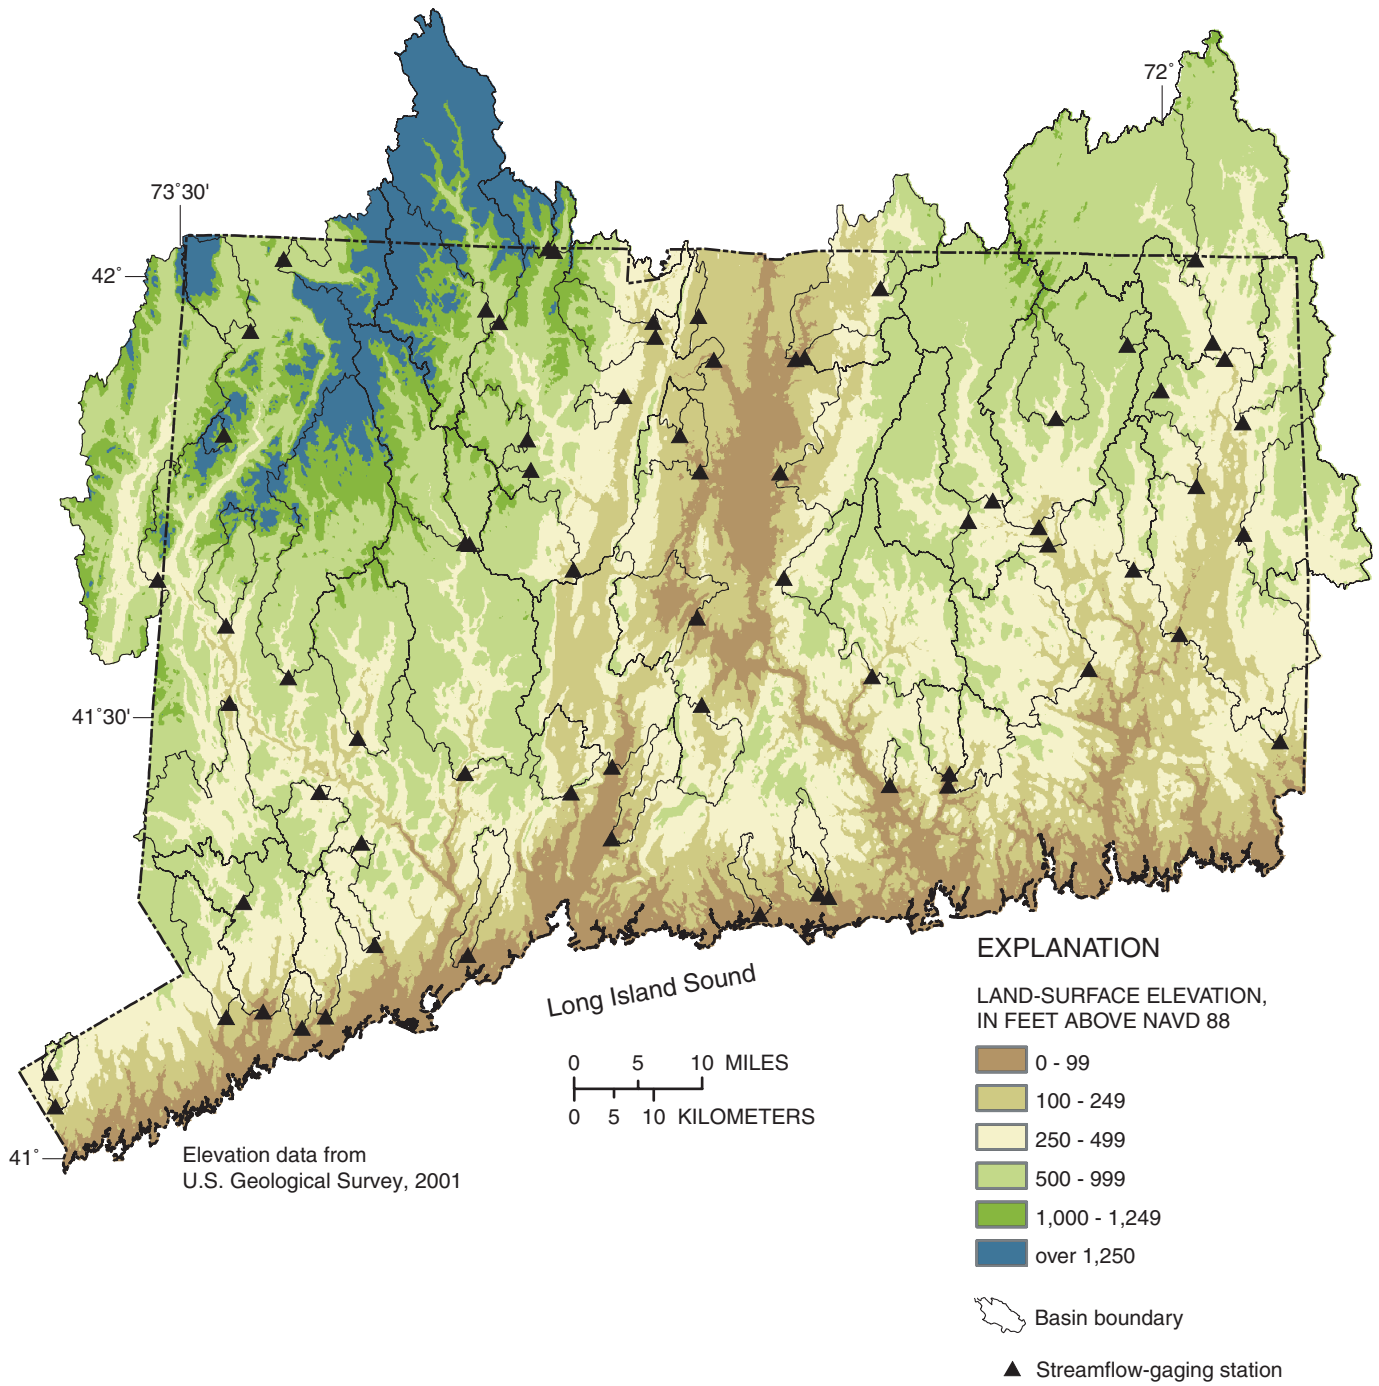 72°
73°30'
42°
41°30'
41°
Long Island Sound
0 5 10 MILES
0 5 10 KILOMETERS
Elevation data from
U.S. Geological Survey, 2001
EXPLANATION
LAND-SURFACE ELEVATION,
IN FEET ABOVE NAVD 88
0 - 99
100 - 249
250 - 499
500 - 999
1,000 - 1,249
over 1,250
Basin boundary
Streamflow-gaging station